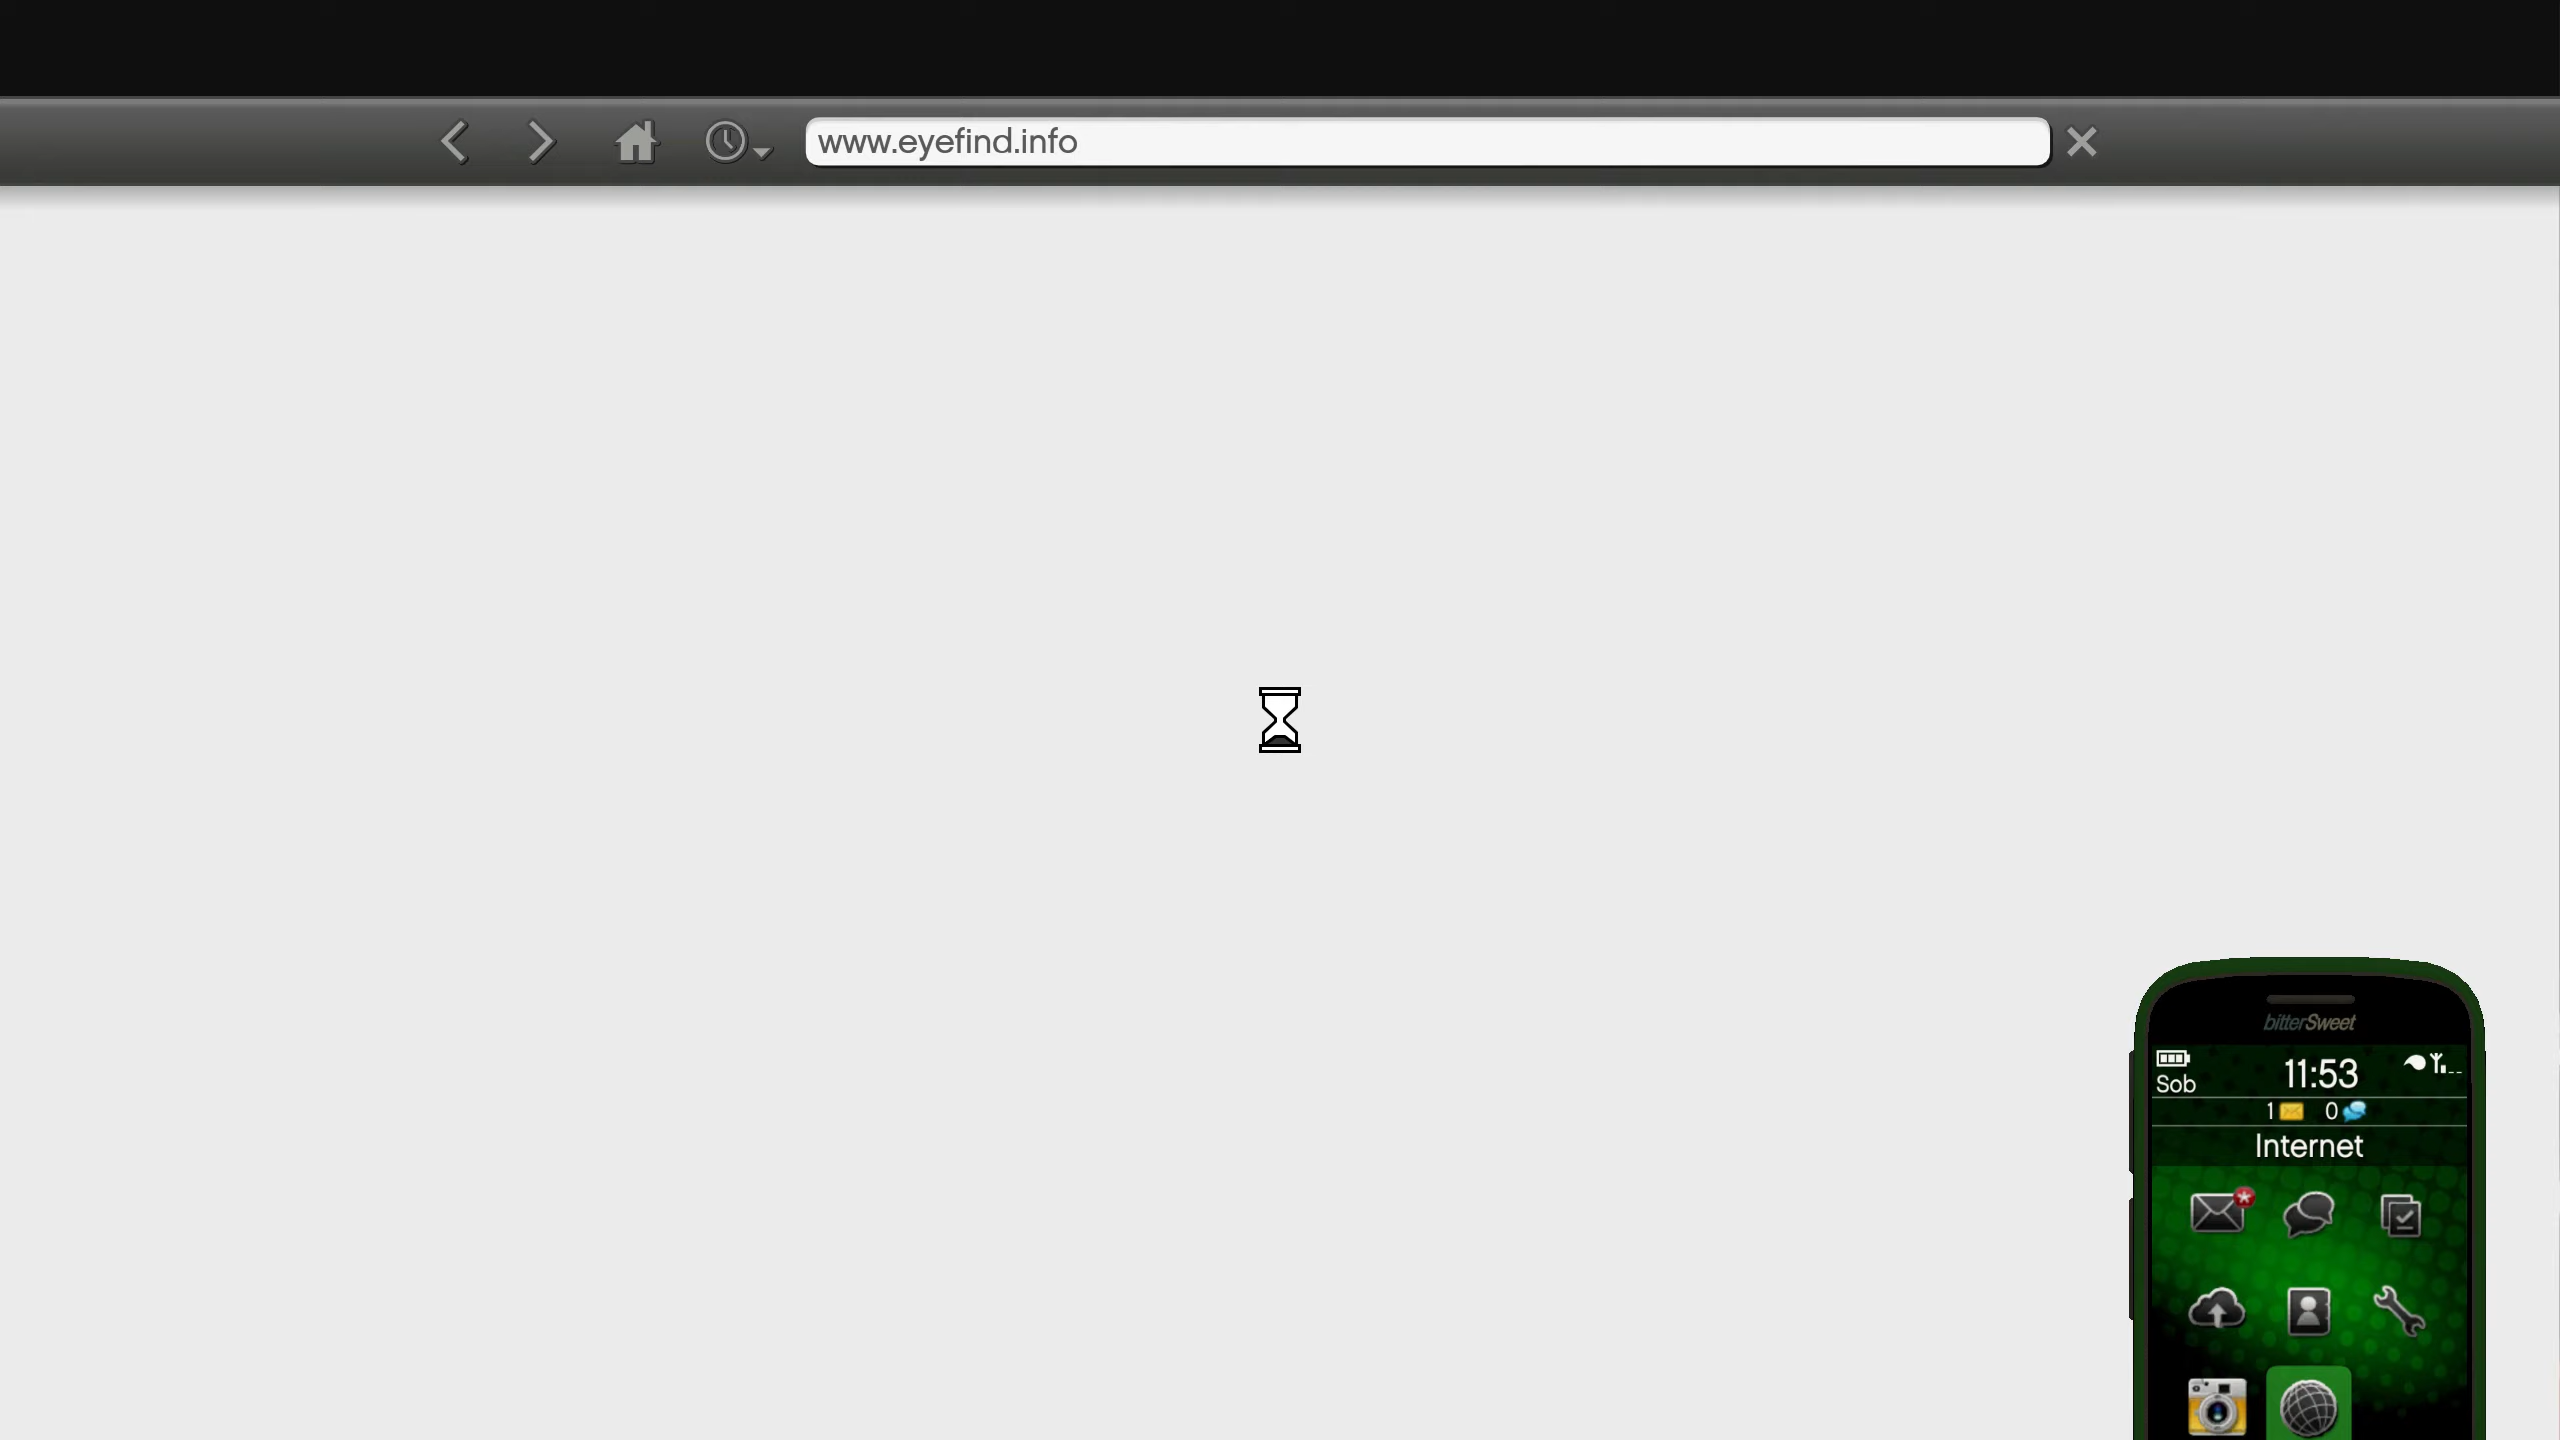 www.eyefind.info
bitterSweet
11:53
Sob
1 0
Internet